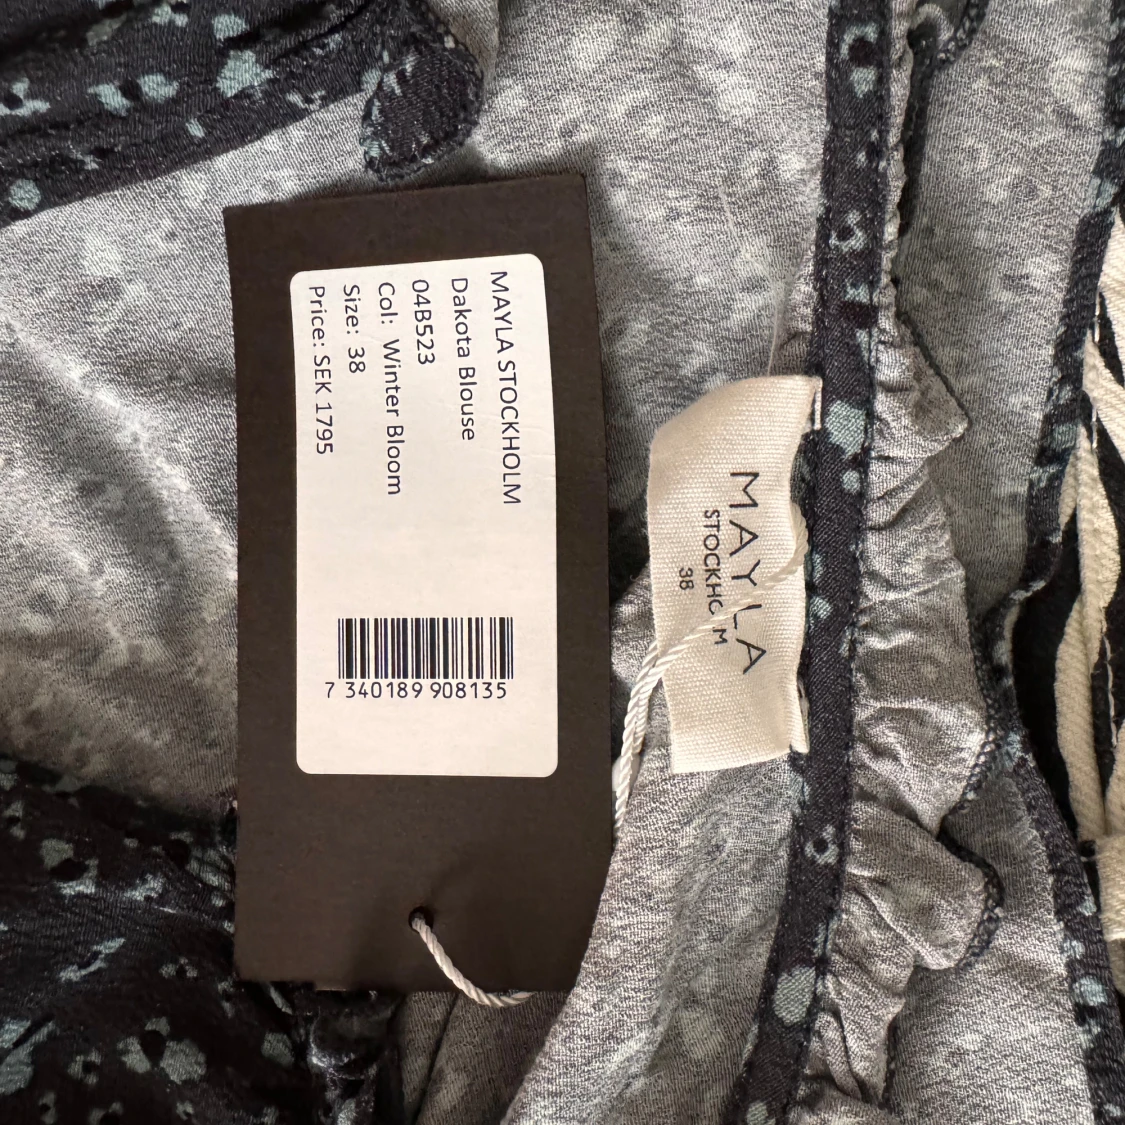 MAYLA STOCKHOLM
Dakota Blouse
04B523
Col: Winter Bloom
Size: 38
Price: SEK 1795
7 340189 908135
MAYLA
STOCKHOLM
38